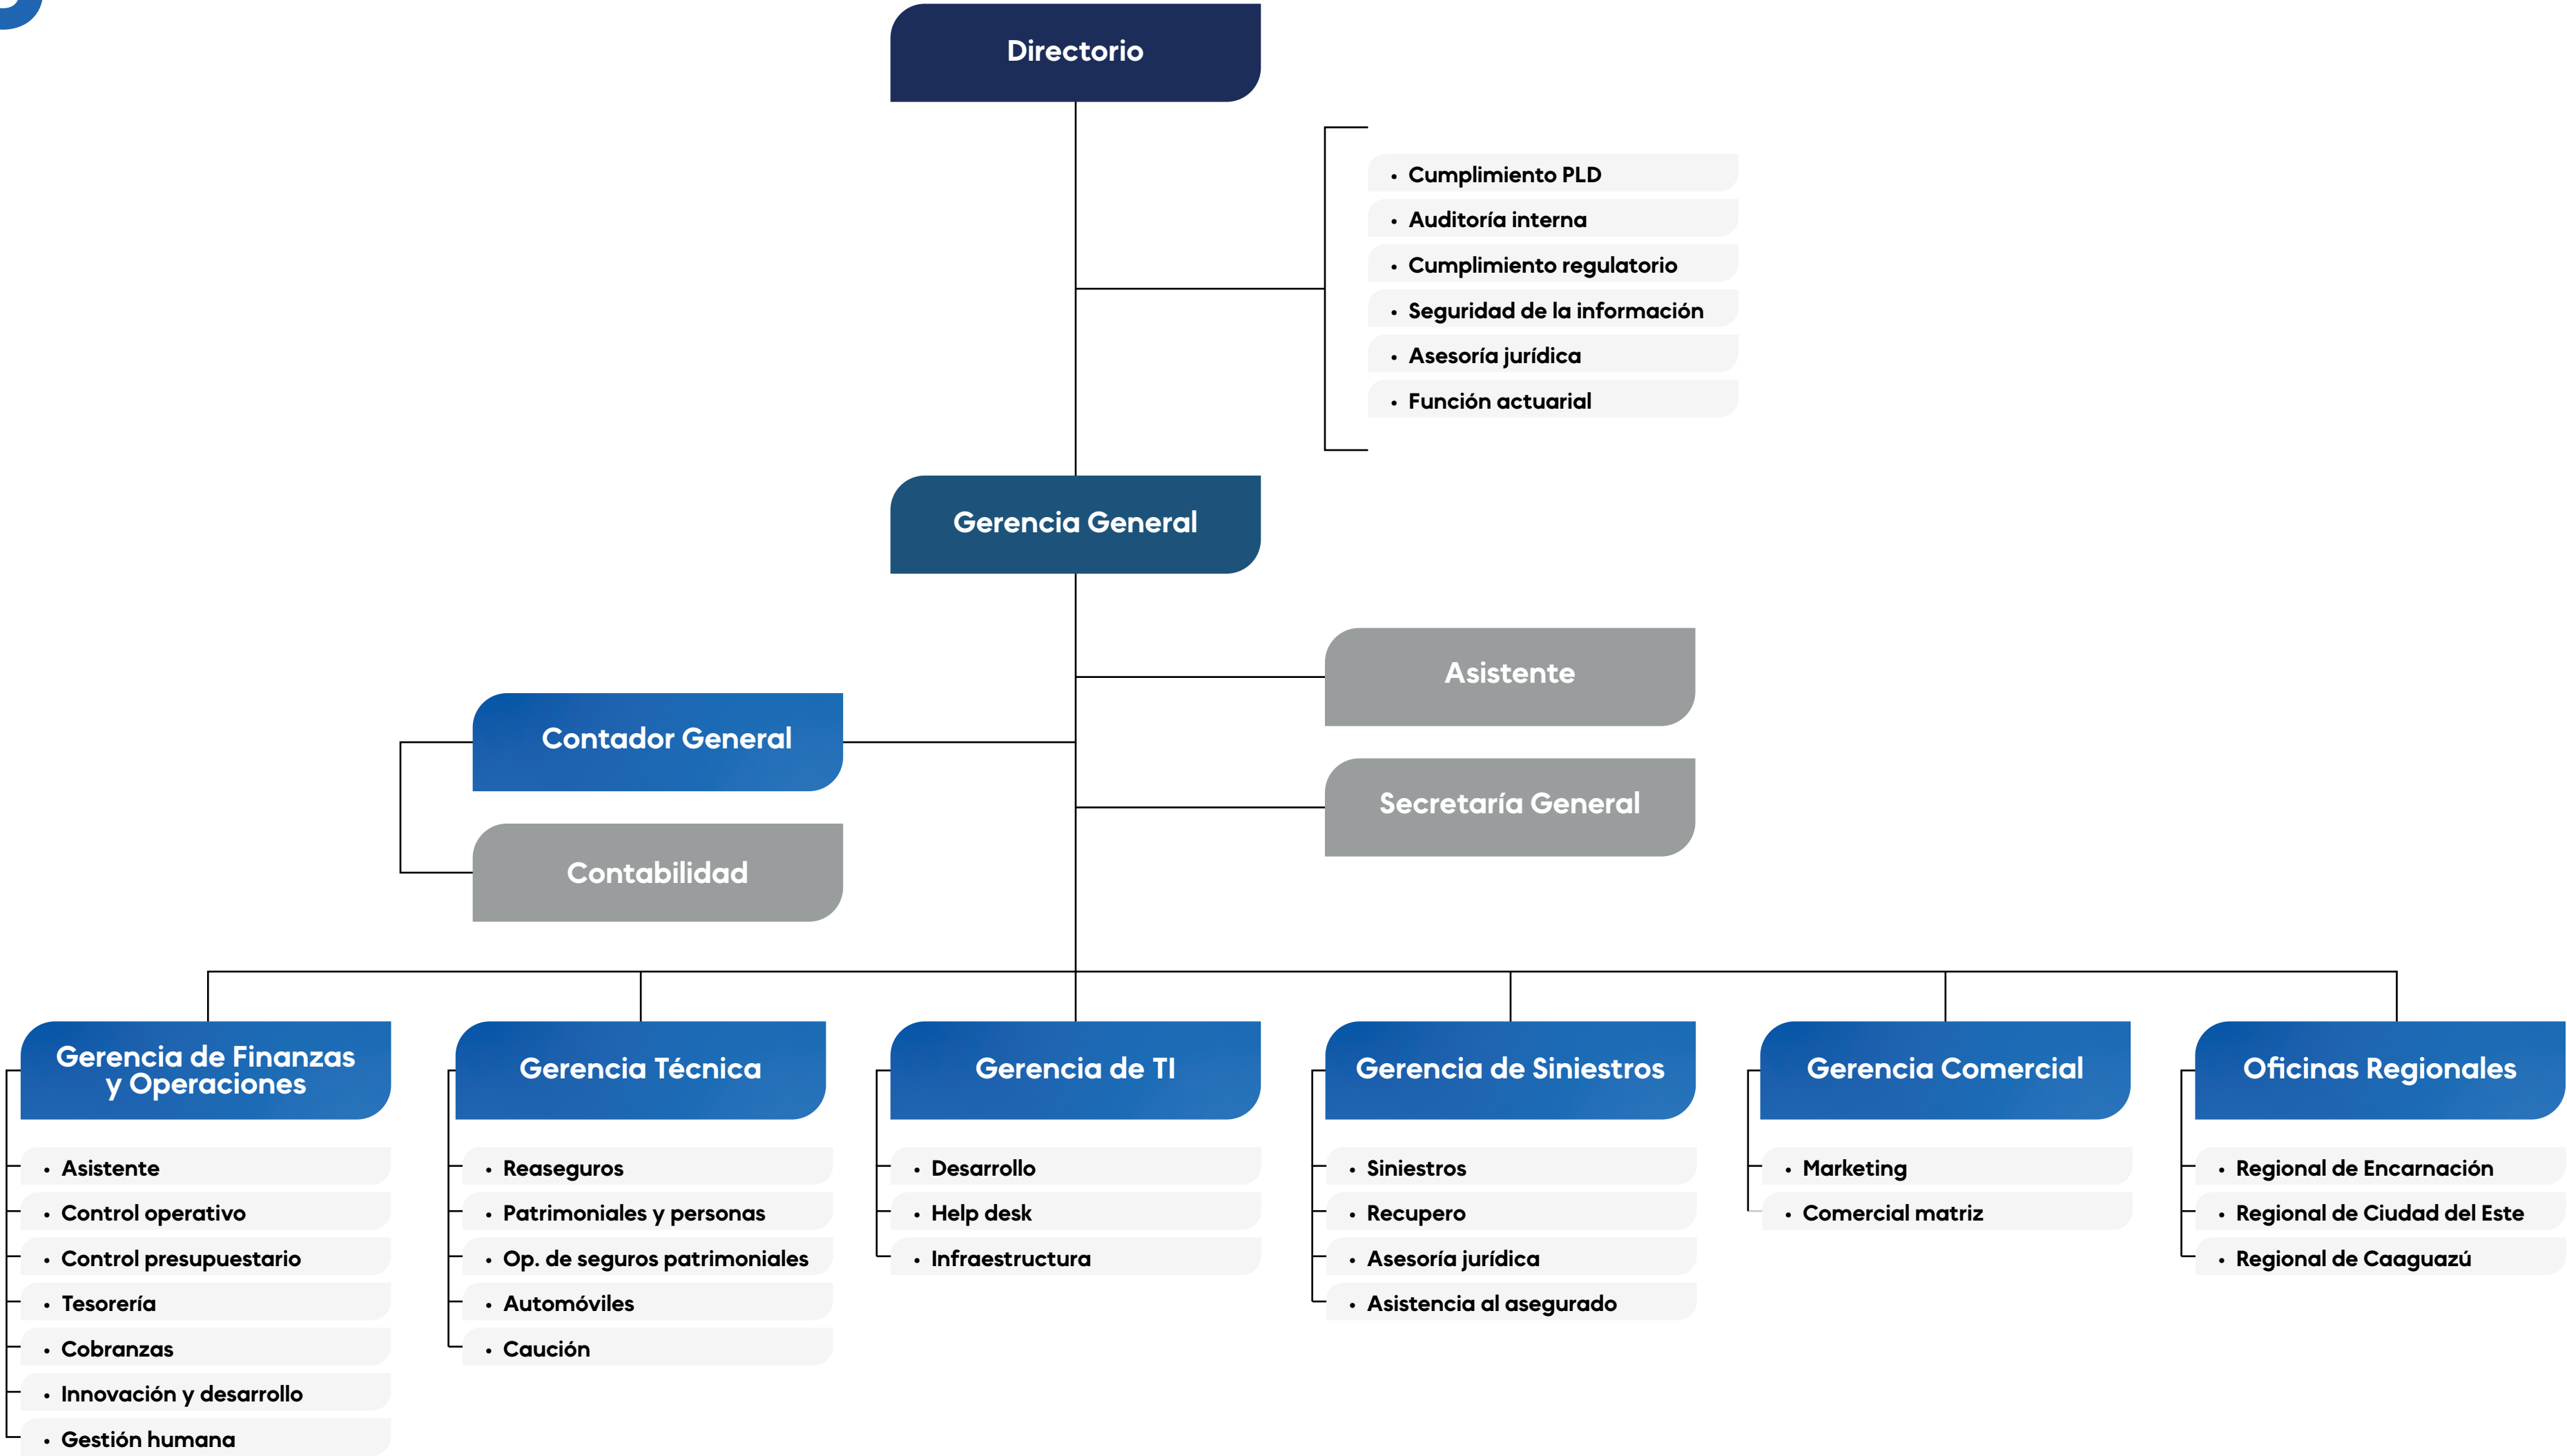 Directorio
• Cumplimiento PLD
• Auditoría interna
• Cumplimiento regulatorio
• Seguridad de la información
• Asesoría jurídica
• Función actuarial
Gerencia General
Asistente
Contador General
Secretaría General
Contabilidad
Gerencia de Finanzas
y Operaciones
• Asistente
• Control operativo
• Control presupuestario
• Tesorería
• Cobranzas
• Innovación y desarrollo
• Gestión humana
Gerencia Técnica
• Reaseguros
• Patrimoniales y personas
• Op. de seguros patrimoniales
• Automóviles
• Caución
Gerencia de TI
• Desarrollo
• Help desk
• Infraestructura
Gerencia de Siniestros
• Siniestros
• Recupero
• Asesoría jurídica
• Asistencia al asegurado
Gerencia Comercial
• Marketing
• Comercial matriz
Oficinas Regionales
• Regional de Encarnación
• Regional de Ciudad del Este
• Regional de Caaguazú